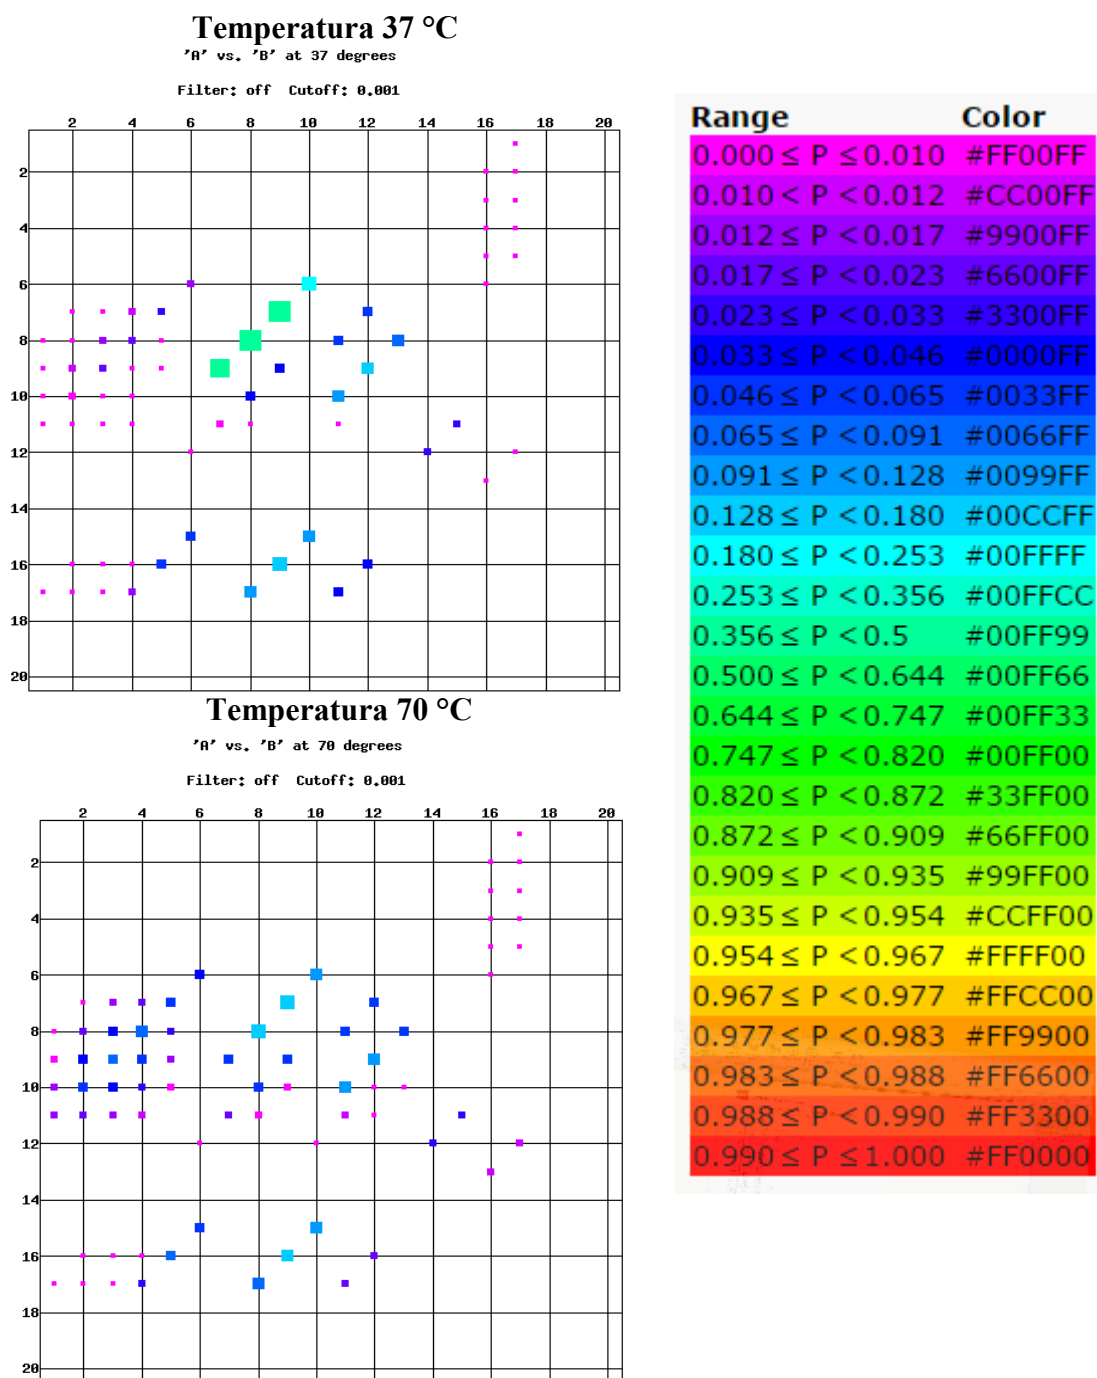 Temperatura 37 °C
'A' vs. 'B' at 37 degrees
Filter: off Cutoff: 0.001
2 4 6 8 10 12 14 16 18 20
2
4
6
8
10
12
14
16
18
20
Temperatura 70 °C
'A' vs. 'B' at 70 degrees
Filter: off Cutoff: 0.001
2 4 6 8 10 12 14 16 18 20
2
4
6
8
10
12
14
16
18
20
Range Color
0.000 ≤ P ≤ 0.010 #FF00FF
0.010 < P < 0.012 #CC00FF
0.012 ≤ P < 0.017 #9900FF
0.017 ≤ P < 0.023 #6600FF
0.023 ≤ P < 0.033 #3300FF
0.033 ≤ P < 0.046 #0000FF
0.046 ≤ P < 0.065 #0033FF
0.065 ≤ P < 0.091 #0066FF
0.091 ≤ P < 0.128 #0099FF
0.128 ≤ P < 0.180 #00CCFF
0.180 ≤ P < 0.253 #00FFFF
0.253 ≤ P < 0.356 #00FFCC
0.356 ≤ P < 0.5 #00FF99
0.500 ≤ P < 0.644 #00FF66
0.644 ≤ P < 0.747 #00FF33
0.747 ≤ P < 0.820 #00FF00
0.820 ≤ P < 0.872 #33FF00
0.872 ≤ P < 0.909 #66FF00
0.909 ≤ P < 0.935 #99FF00
0.935 ≤ P < 0.954 #CCFF00
0.954 ≤ P < 0.967 #FFFF00
0.967 ≤ P < 0.977 #FFCC00
0.977 ≤ P < 0.983 #FF9900
0.983 ≤ P < 0.988 #FF6600
0.988 ≤ P < 0.990 #FF3300
0.990 ≤ P ≤ 1.000 #FF0000